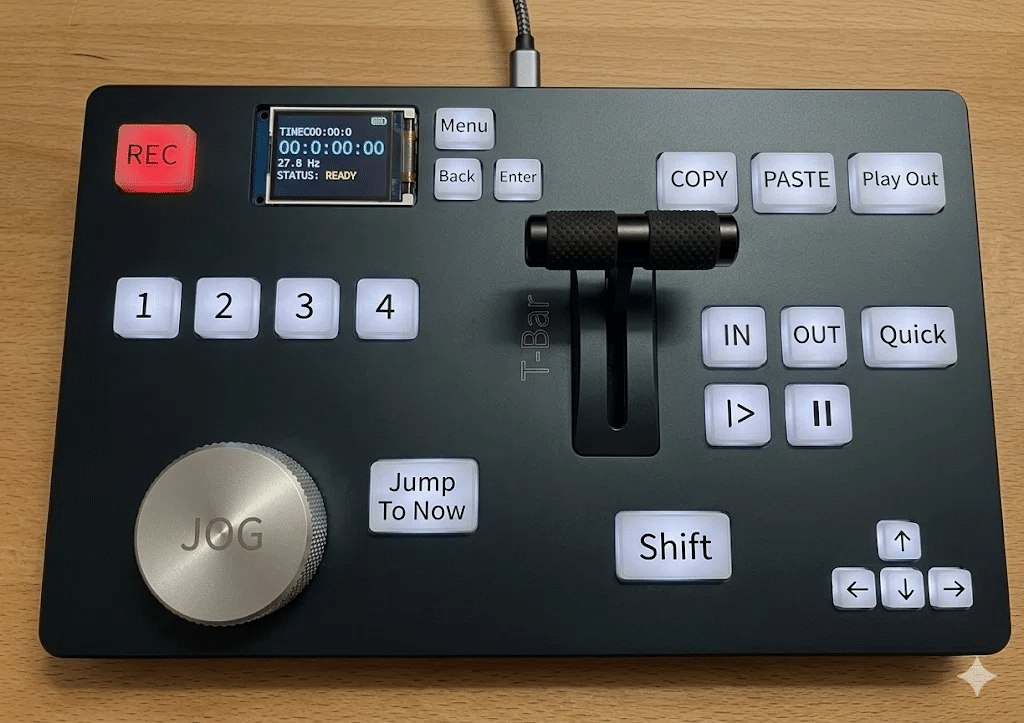 REC
TIMEC00:00:0
00:0:00:00
27.8 Hz
STATUS: READY
Menu
Back
Enter
COPY
PASTE
Play Out
1
2
3
4
T-Bar
IN
OUT
Quick
|>
JOG
Jump
To Now
Shift
↑
←
↓
→